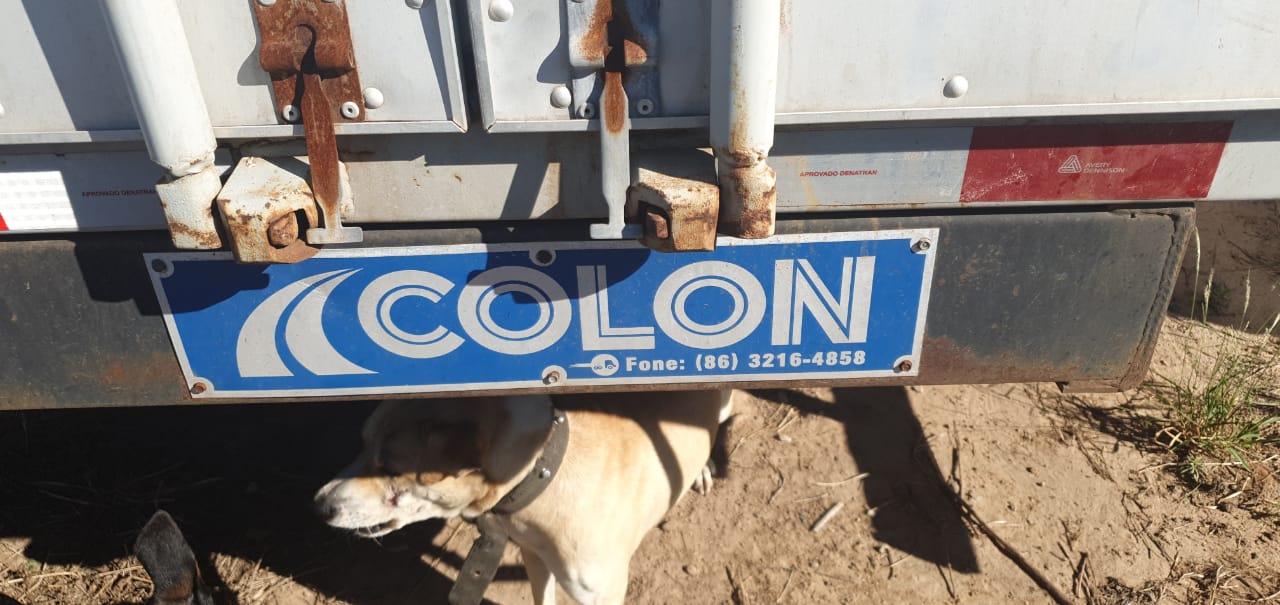 APROVADO DENATRAN
APROVADO DENATRAN
AVERY
DENNISON
COLON
Fone: (86) 3216-4858